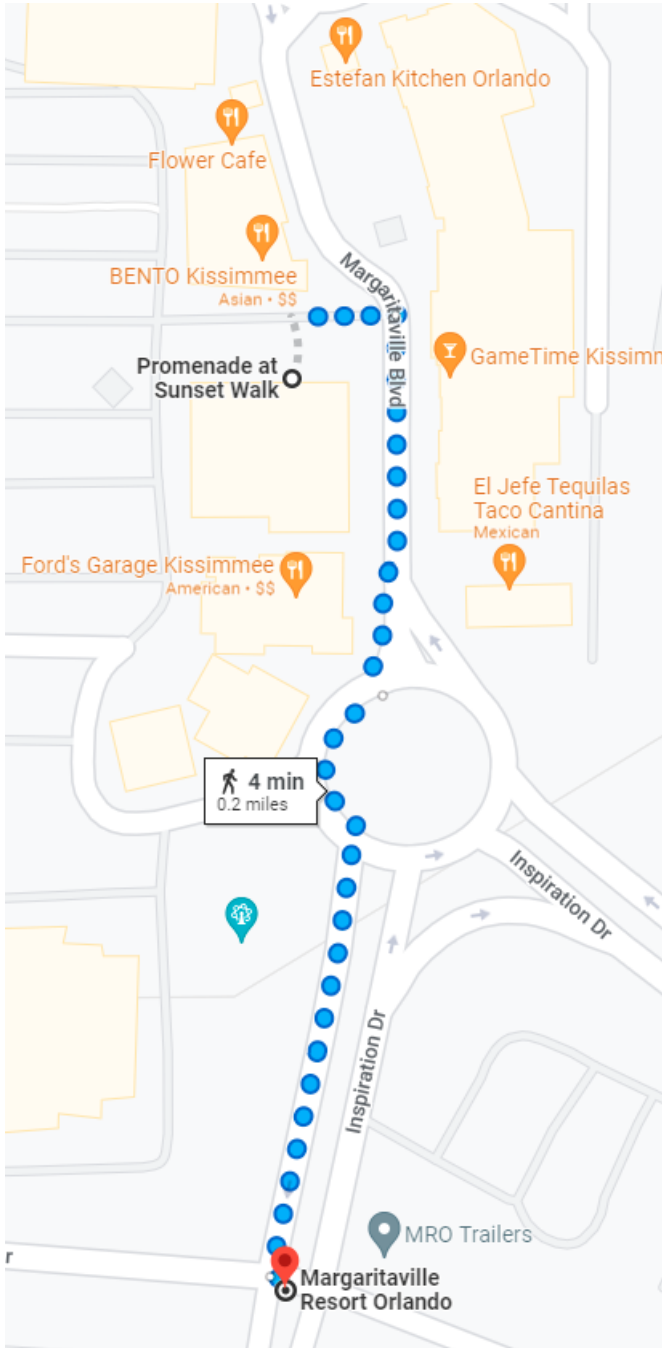 Estefan Kitchen Orlando
Flower Cafe
BENTO Kissimmee
Asian • $$
Margaritaville Blvd
GameTime Kissimm
Promenade at
Sunset Walk
El Jefe Tequilas
Taco Cantina
Mexican
Ford's Garage Kissimmee
American • $$
4 min
0.2 miles
Inspiration Dr
Inspiration Dr
MRO Trailers
r
Margaritaville
Resort Orlando